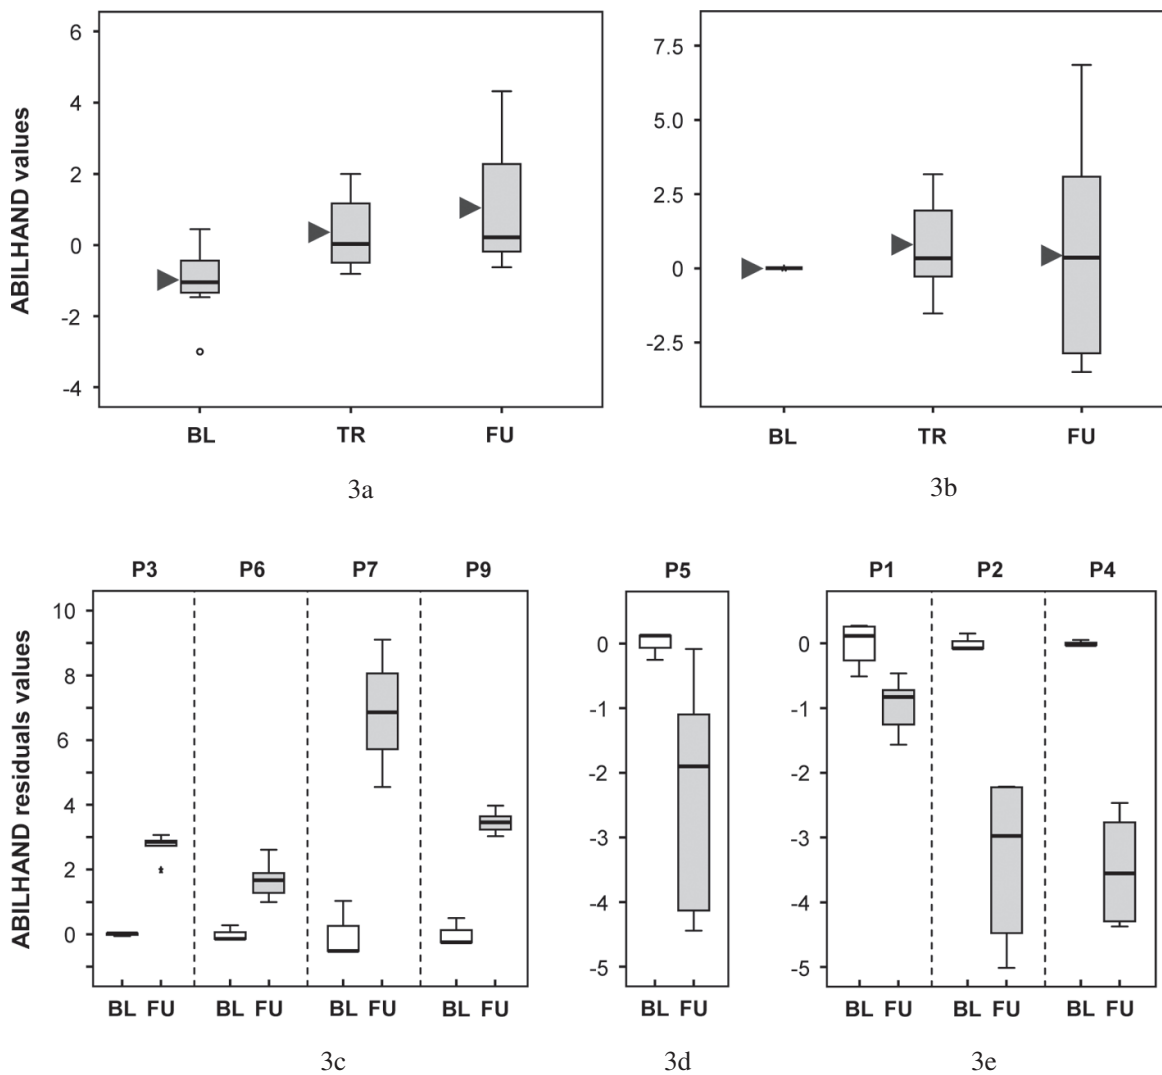 ABILHAND values
6
4
2
0
-2
-4
BL TR FU
3a
7.5
5.0
2.5
0
-2.5
BL TR FU
3b
ABILHAND residuals values
P3 P6 P7 P9
10
8
6
4
2
0
BL FU BL FU BL FU BL FU
3c
P5
0
-1
-2
-3
-4
-5
BL FU
3d
P1 P2 P4
0
-1
-2
-3
-4
-5
BL FU BL FU BL FU
3e